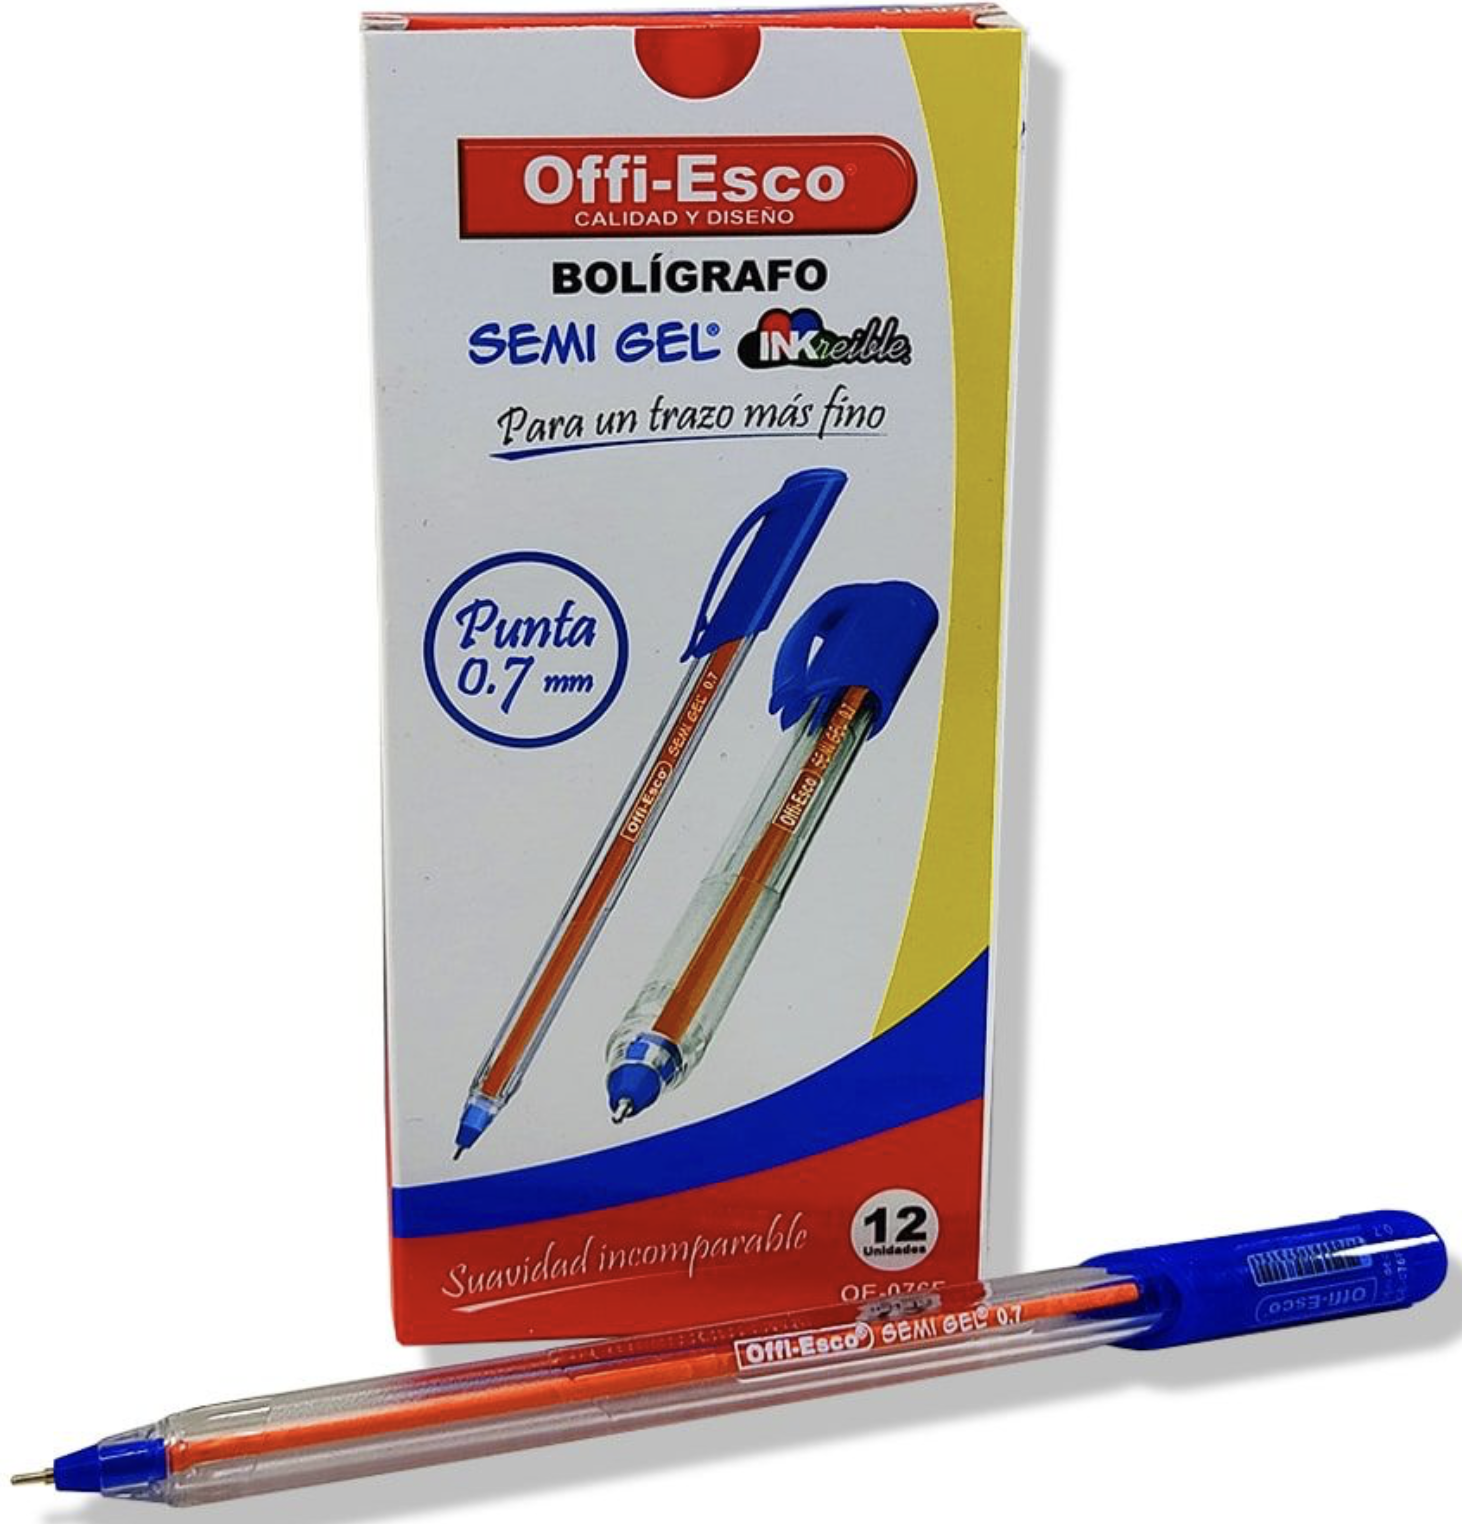 Offi-Esco
CALIDAD Y DISEÑO
BOLÍGRAFO
SEMI GEL® INKreible
Para un trazo más fino
Punta
0.7 mm
Offi-Esco SEMI GEL 0.7
Offi-Esco SEMI GEL 0.7
Suavidad incomparable
12
Unidades
Offi-Esco® SEMI GEL® 0.7
Offi-Esco